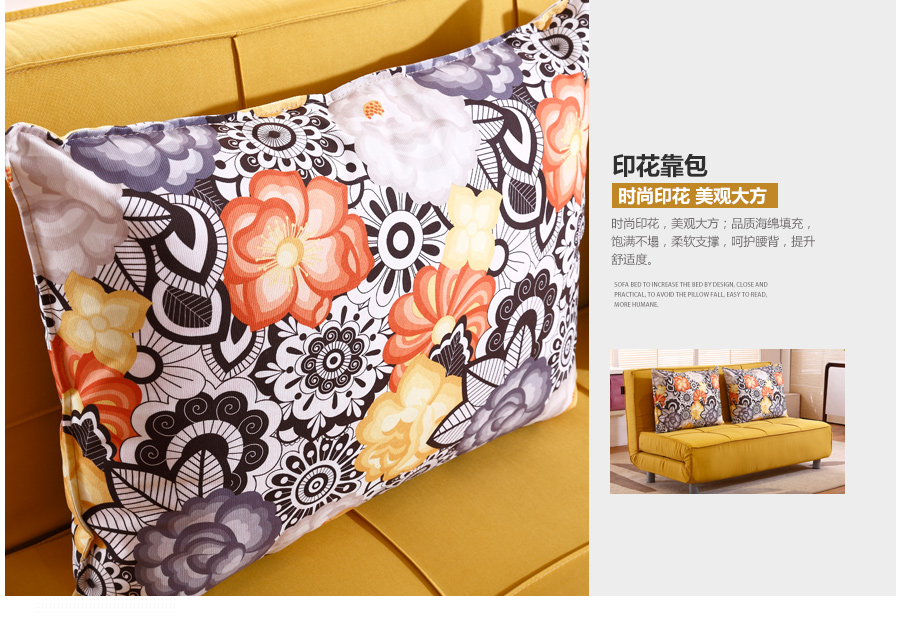 印花靠包
时尚印花 美观大方
时尚印花，美观大方；品质海绵填充，
饱满不塌，柔软支撑，呵护腰背，提升
舒适度。
SOFA BED TO INCREASE THE BED BY DESIGN, CLOSE AND
PRACTICAL, TO AVOID THE PILLOW FALL, EASY TO READ,
MORE HUMANE.